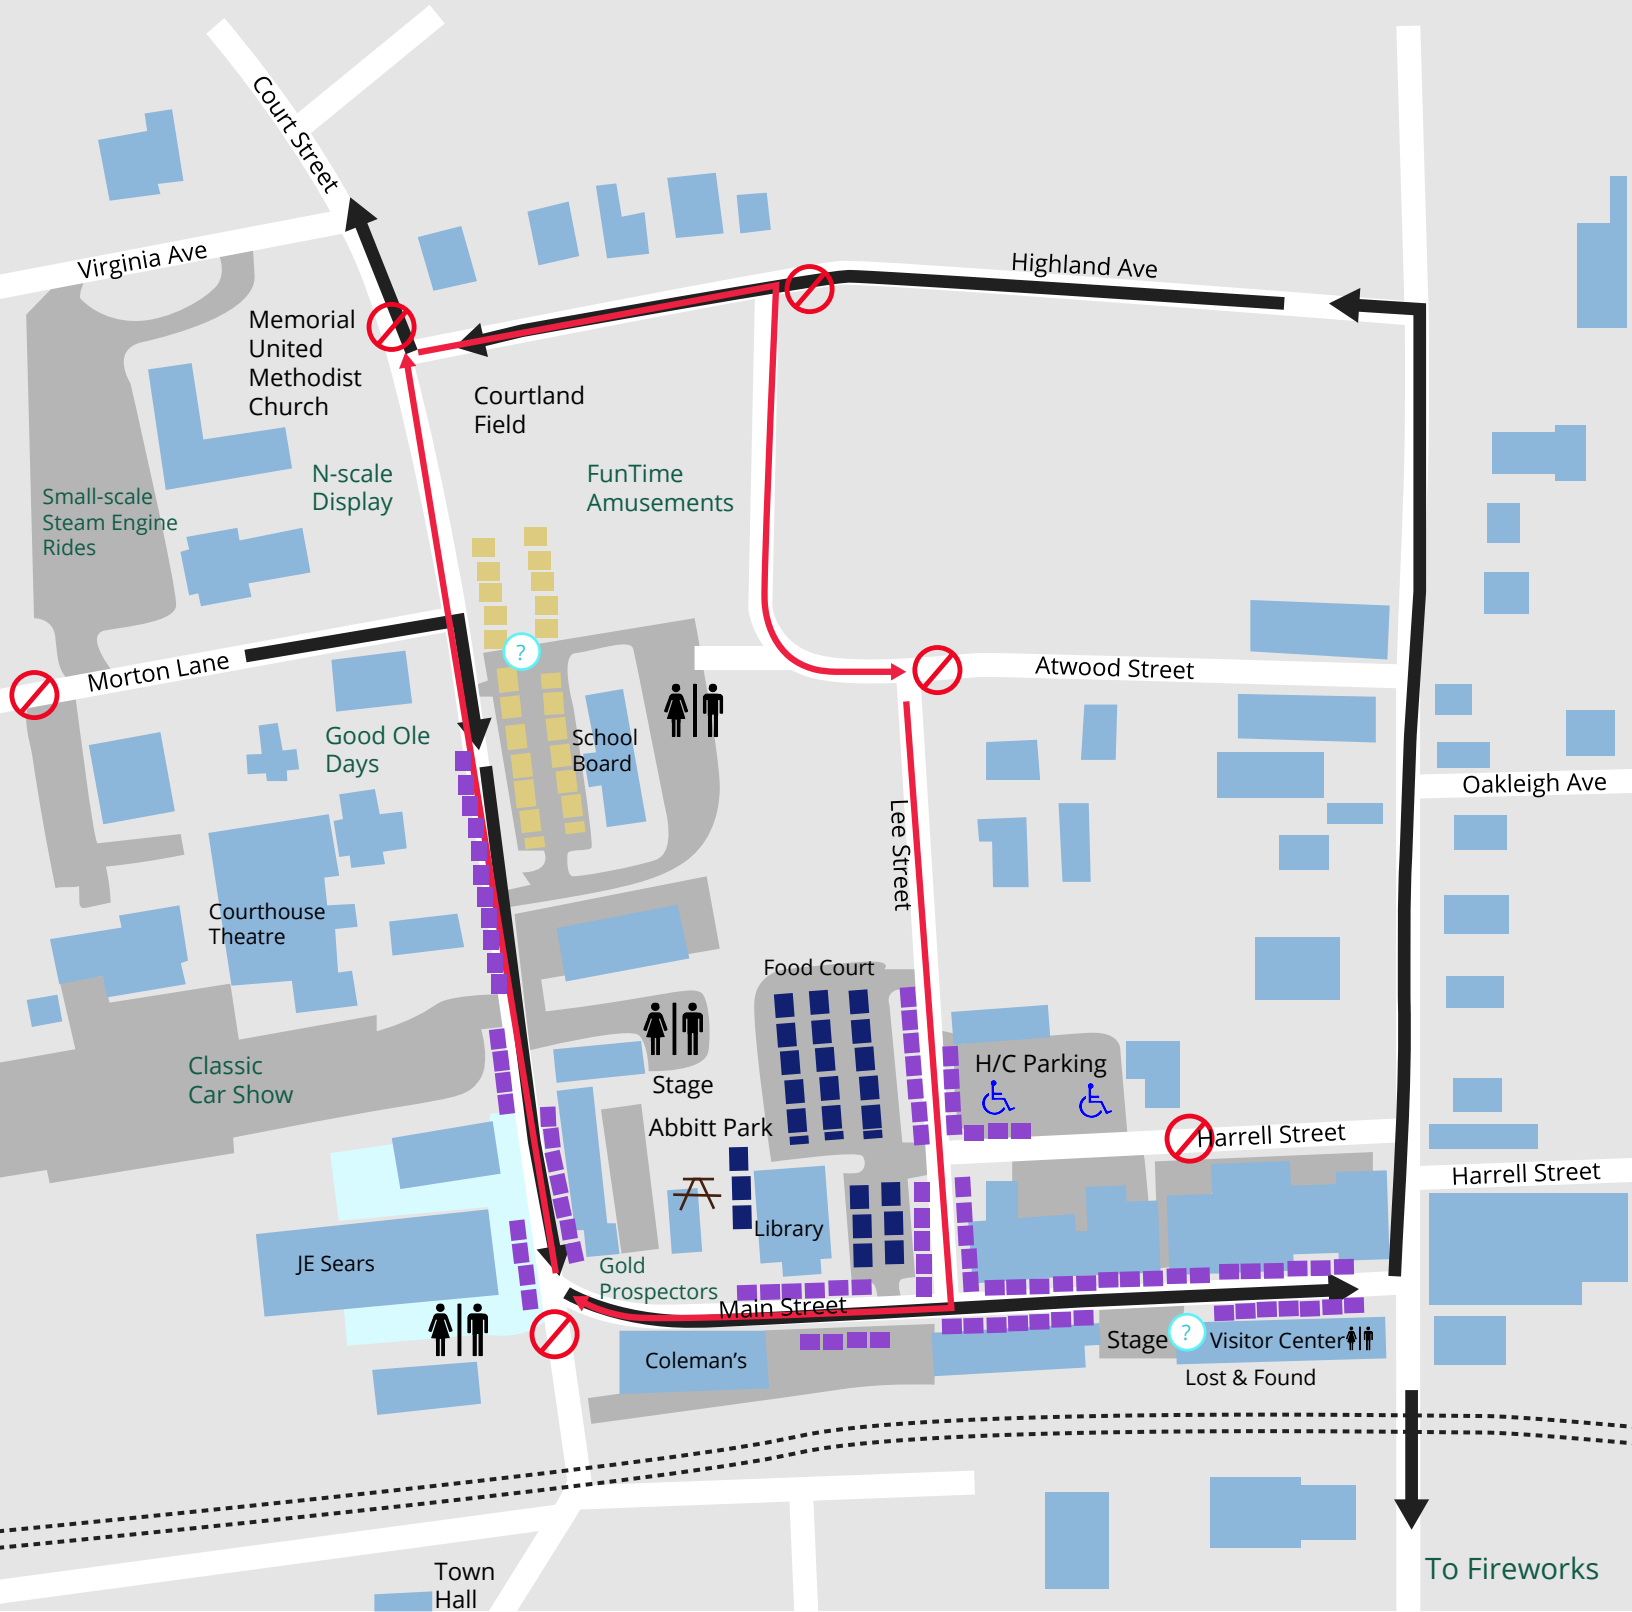 Court Street
Highland Ave
Virginia Ave
Memorial
United
Methodist
Church
Courtland
Field
N-scale
Display
FunTime
Amusements
Small-scale
Steam Engine
Rides
?
Morton Lane
Atwood Street
Good Ole
Days
School
Board
Oakleigh Ave
Lee Street
Courthouse
Theatre
Food Court
Classic
Car Show
H/C Parking
Stage
Abbitt Park
Harrell Street
Harrell Street
Library
JE Sears
Gold
Prospectors
Main Street
Coleman's
Stage
?
Visitor Center
Lost & Found
To Fireworks
Town
Hall